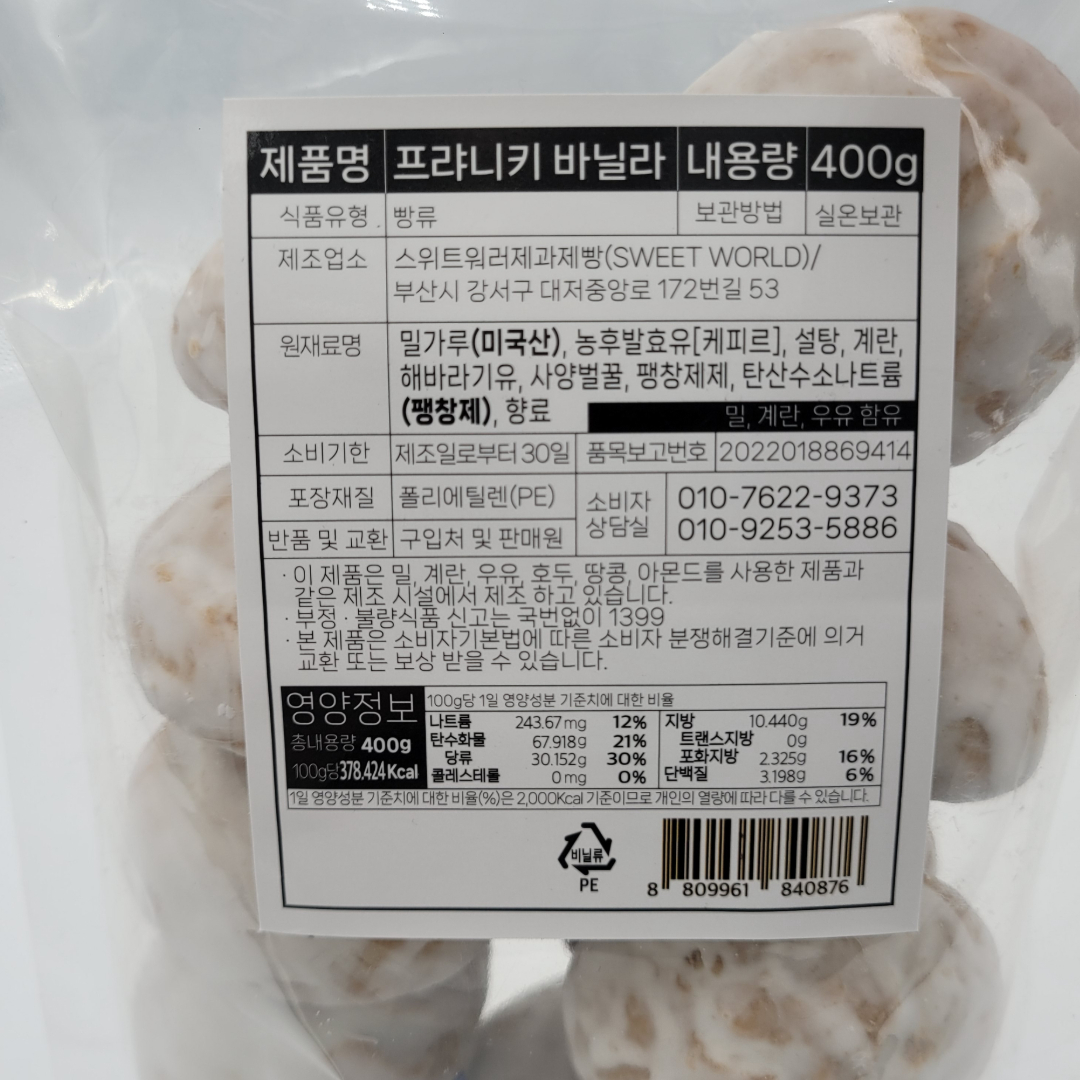 제품명 프랴니키 바닐라 내용량 400g
식품유형 빵류 보관방법 실온보관
제조업소 스위트워러제과제빵(SWEET WORLD)/
부산시 강서구 대저중앙로 172번길 53
원재료명 밀가루(미국산), 농후발효유[케피르], 설탕, 계란,
해바라기유, 사양벌꿀, 팽창제제, 탄산수소나트륨
(팽창제), 향료
밀, 계란, 우유 함유
소비기한 제조일로부터 30일 품목보고번호 2022018869414
포장재질 폴리에틸렌(PE) 소비자 상담실 010-7622-9373
반품 및 교환 구입처 및 판매원 010-9253-5886
· 이 제품은 밀, 계란, 우유, 호두, 땅콩, 아몬드를 사용한 제품과
같은 제조 시설에서 제조 하고 있습니다.
· 부정 · 불량식품 신고는 국번없이 1399
· 본 제품은 소비자기본법에 따른 소비자 분쟁해결기준에 의거
교환 또는 보상 받을 수 있습니다.
영양정보 100g당 1일 영양성분 기준치에 대한 비율
총내용량 400g
100g당 378.424Kcal
나트륨 243.67mg 12% 지방 10.440g 19%
탄수화물 67.918g 21% 트랜스지방 0g
당류 30.152g 30% 포화지방 2.325g 16%
콜레스테롤 0mg 0% 단백질 3.198g 6%
1일 영양성분 기준치에 대한 비율(%)은 2,000Kcal 기준이므로 개인의 열량에 따라 다를 수 있습니다.
비닐류
PE
8 809961 840876